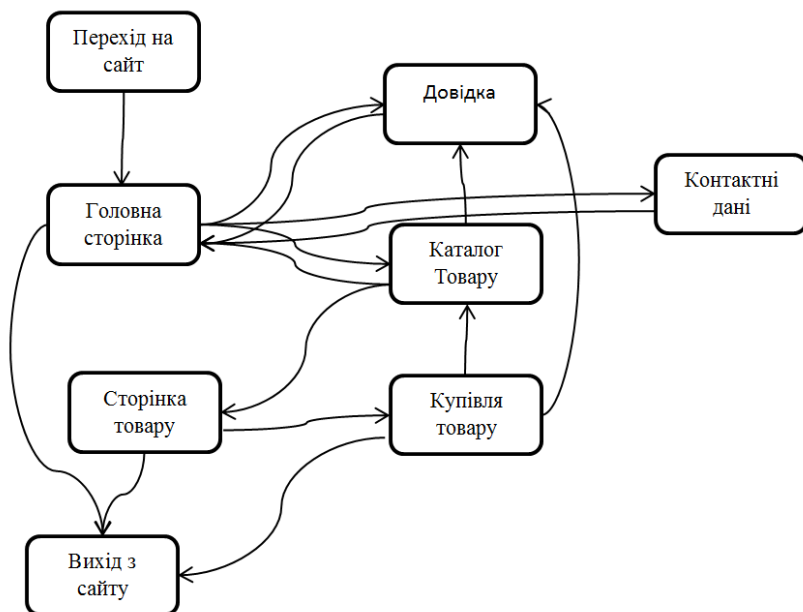 Перехід на
сайт
Довідка
Головна
сторінка
Контактні
дані
Каталог
Товару
Сторінка
товару
Купівля
товару
Вихід з
сайту